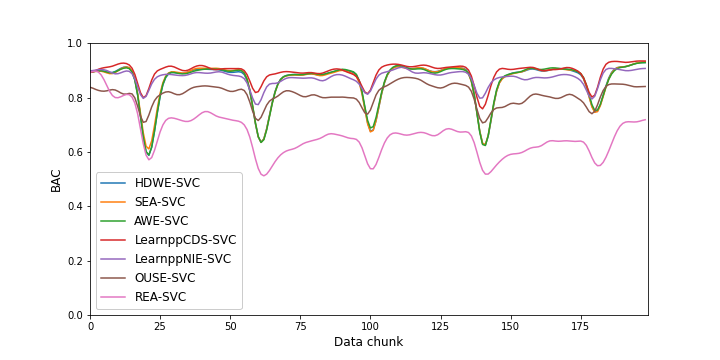 1.0
0.8
0.6
0.4
0.2
0.0
BAC
HDWE-SVC
SEA-SVC
AWE-SVC
LearnppCDS-SVC
LearnppNIE-SVC
OUSE-SVC
REA-SVC
0 25 50 75 100 125 150 175
Data chunk